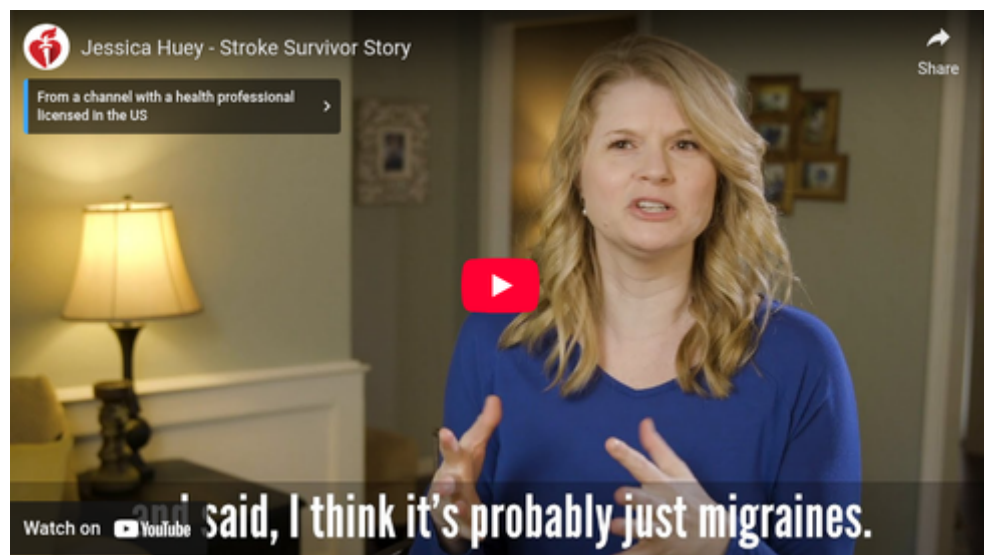 Jessica Huey - Stroke Survivor Story
Share
From a channel with a health professional
licensed in the US
and said, I think it's probably just migraines.
Watch on YouTube